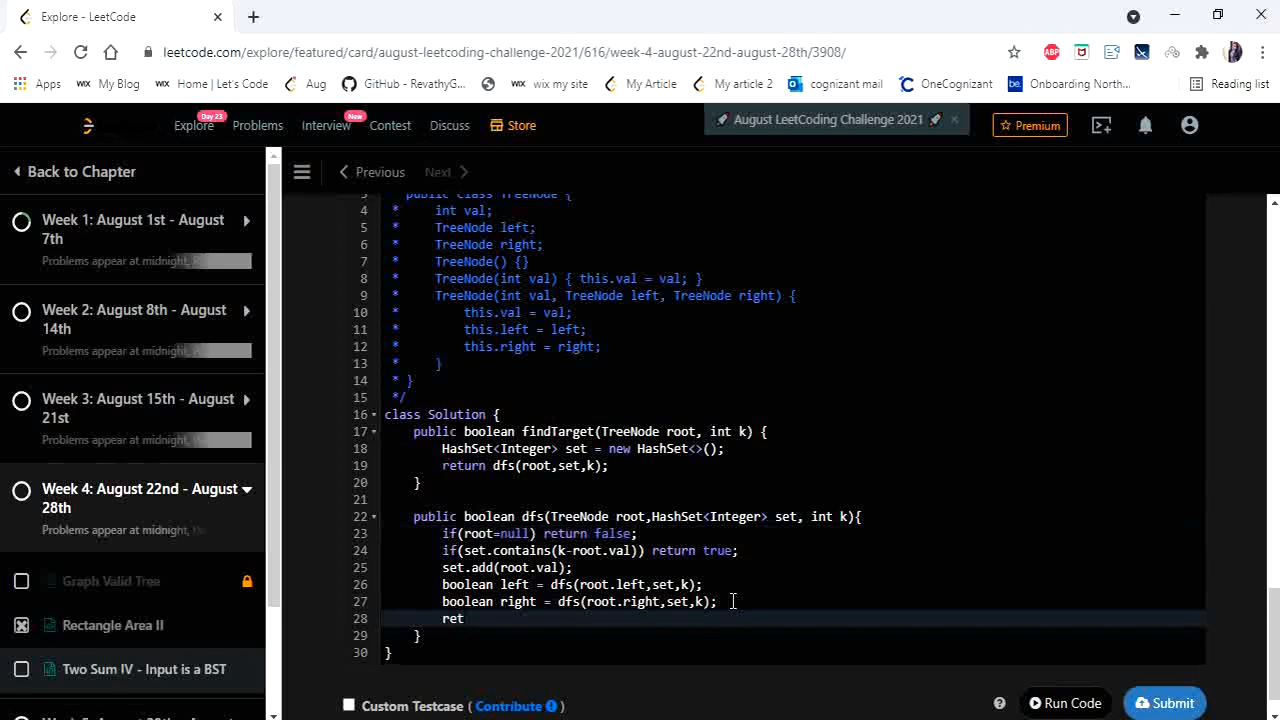 Explore - LeetCode
leetcode.com/explore/featured/card/august-leetcoding-challenge-2021/616/week-4-august-22nd-august-28th/3908/
ABP
Apps WIX My Blog WIX Home | Let's Code Aug GitHub - RevathyG... WIX wix my site My Article My article 2 cognizant mail OneCognizant be. Onboarding North... Reading list
Day 23 New
Explore Problems Interview Contest Discuss Store August LeetCoding Challenge 2021 Premium
Back to Chapter Previous Next
Week 1: August 1st - August
7th
Problems appear at midnight,
Week 2: August 8th - August
14th
Problems appear at midnight,
Week 3: August 15th - August
21st
Problems appear at midnight,
Week 4: August 22nd - August
28th
Problems appear at midnight,
Graph Valid Tree
Rectangle Area II
Two Sum IV - Input is a BST
3 public class TreeNode {
4 * int val;
5 * TreeNode left;
6 * TreeNode right;
7 * TreeNode() {}
8 * TreeNode(int val) { this.val = val; }
9 * TreeNode(int val, TreeNode left, TreeNode right) {
10 * this.val = val;
11 * this.left = left;
12 * this.right = right;
13 * }
14 * }
15 */
16 class Solution {
17 public boolean findTarget(TreeNode root, int k) {
18 HashSet<Integer> set = new HashSet<>();
19 return dfs(root,set,k);
20 }
21
22 public boolean dfs(TreeNode root,HashSet<Integer> set, int k){
23 if(root=null) return false;
24 if(set.contains(k-root.val)) return true;
25 set.add(root.val);
26 boolean left = dfs(root.left,set,k);
27 boolean right = dfs(root.right,set,k);
28 ret
29 }
30 }
Custom Testcase ( Contribute ) Run Code Submit